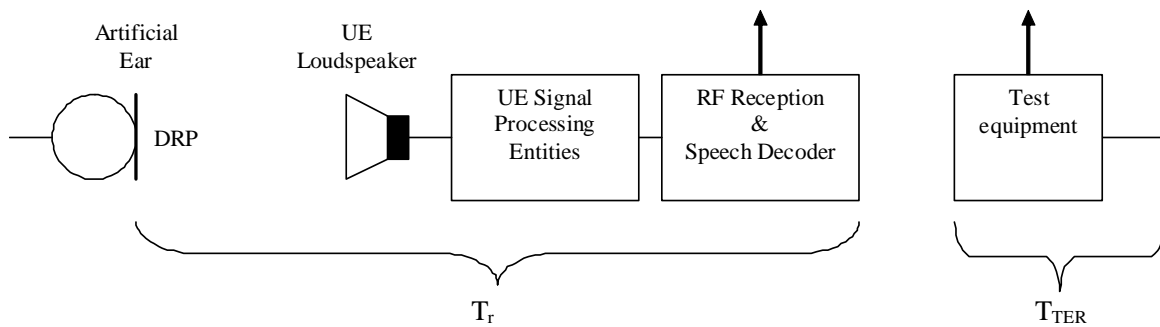 Artificial
Ear
DRP
UE
Loudspeaker
UE Signal
Processing
Entities
RF Reception
&
Speech Decoder
Test
equipment
Tr
TTER